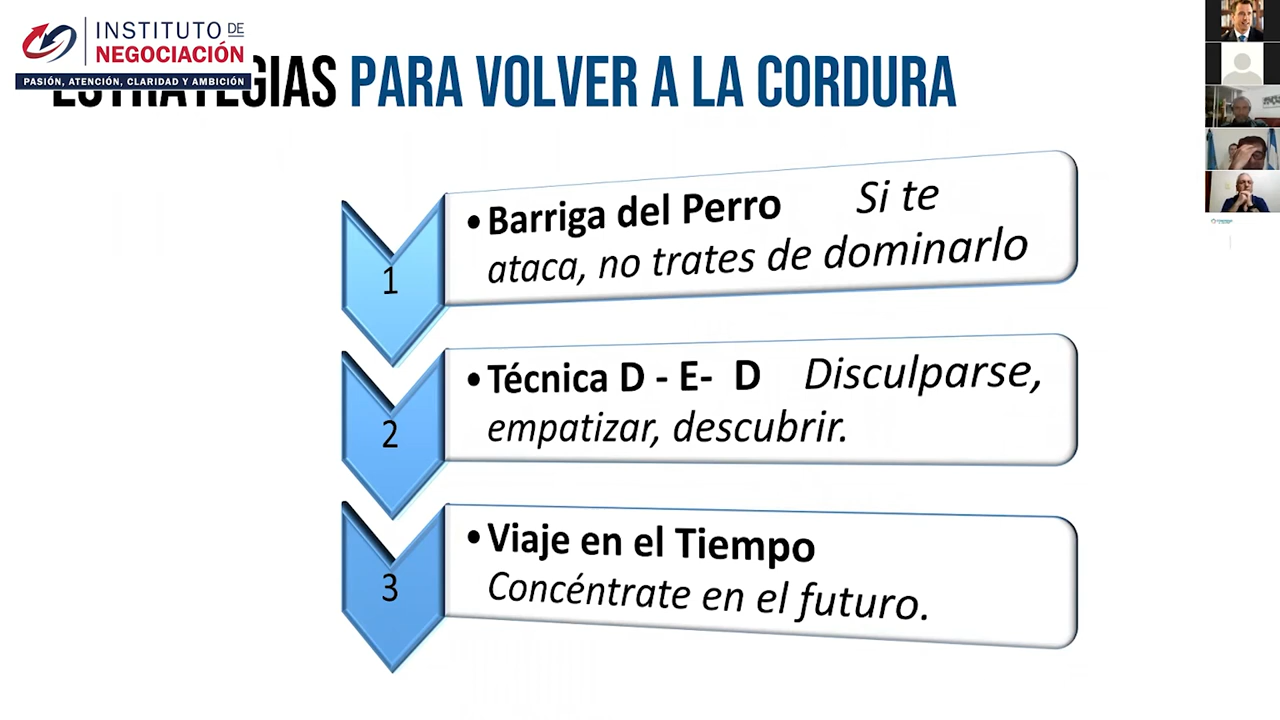 INSTITUTO DE
NEGOCIACIÓN
PASIÓN, ATENCIÓN, CLARIDAD Y AMBICIÓN
ESTRATEGIAS PARA VOLVER A LA CORDURA
1
•Barriga del Perro Si te
ataca, no trates de dominarlo
2
•Técnica D - E- D Disculparse,
empatizar, descubrir.
3
•Viaje en el Tiempo
Concéntrate en el futuro.